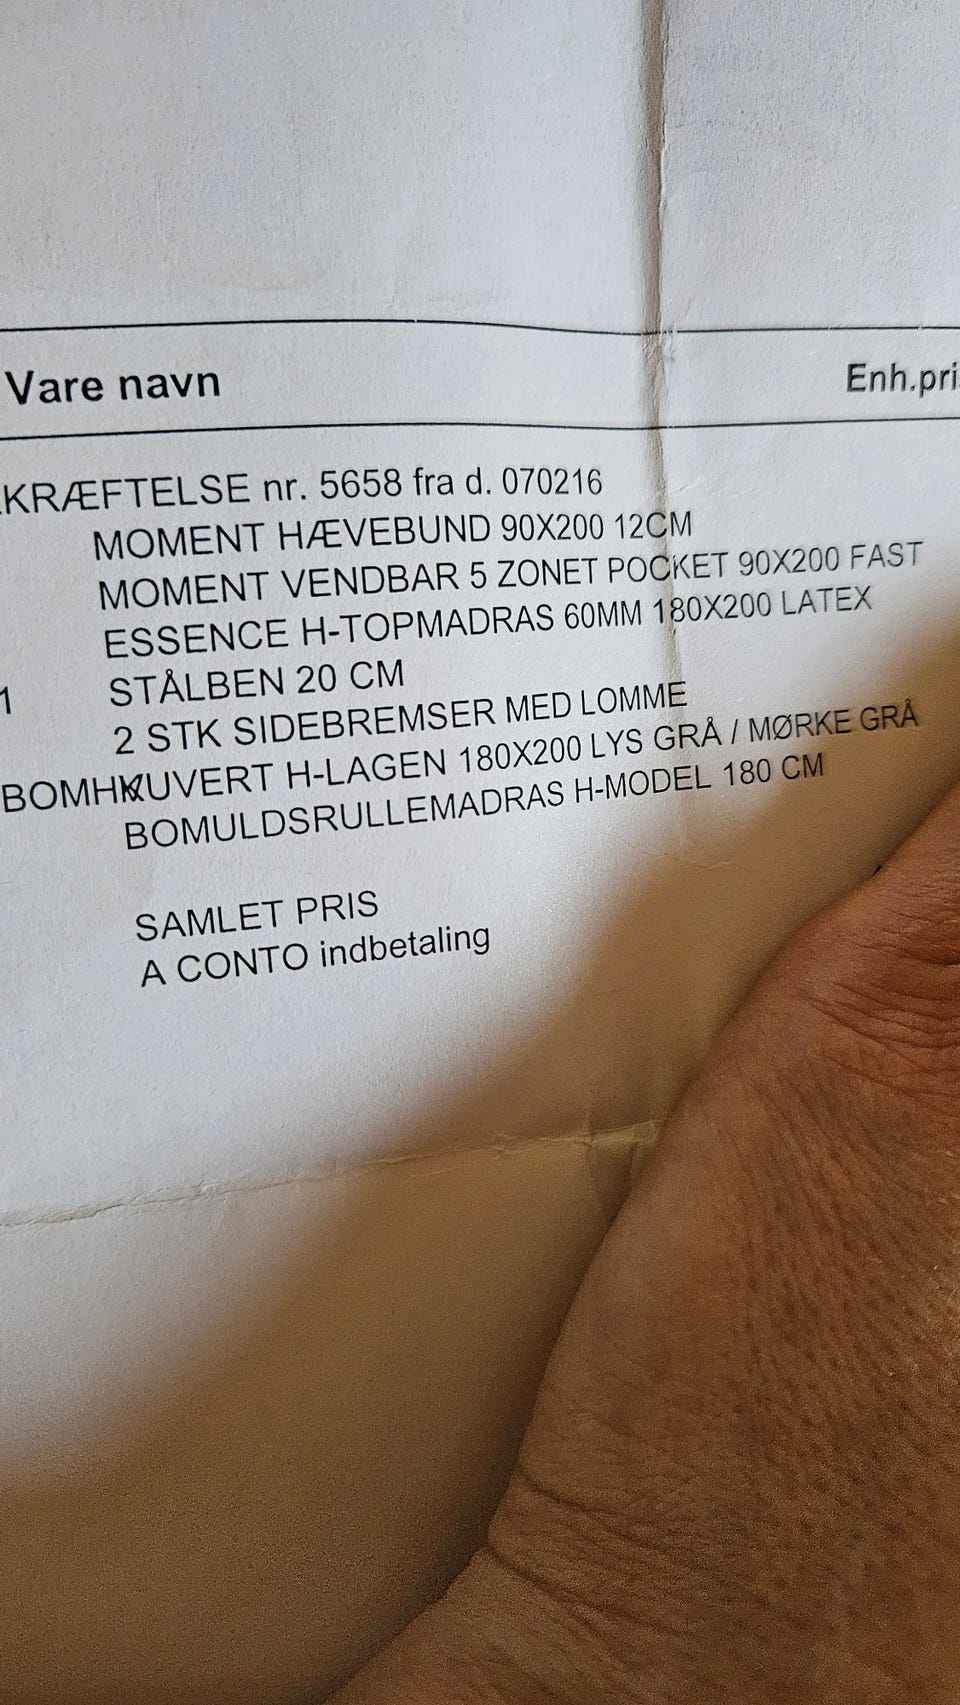 Vare navn Enh.pri
KRÆFTELSE nr. 5658 fra d. 070216
MOMENT HÆVEBUND 90X200 12CM
MOMENT VENDBAR 5 ZONET POCKET 90X200 FAST
ESSENCE H-TOPMADRAS 60MM 180X200 LATEX
1 STÅLBEN 20 CM
2 STK SIDEBREMSER MED LOMME
BOMHKUVERT H-LAGEN 180X200 LYS GRÅ / MØRKE GRÅ
BOMULDSRULLEMADRAS H-MODEL 180 CM
SAMLET PRIS
A CONTO indbetaling